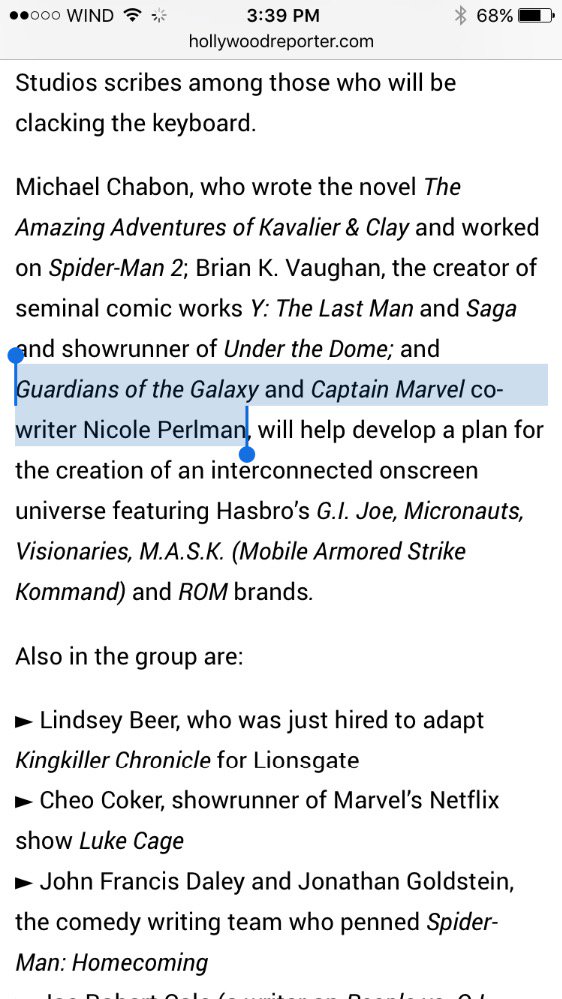 WIND 3:39 PM 68%
hollywoodreporter.com
Studios scribes among those who will be
clacking the keyboard.
Michael Chabon, who wrote the novel The
Amazing Adventures of Kavalier & Clay and worked
on Spider-Man 2; Brian K. Vaughan, the creator of
seminal comic works Y: The Last Man and Saga
and showrunner of Under the Dome; and
Guardians of the Galaxy and Captain Marvel co-
writer Nicole Perlman, will help develop a plan for
the creation of an interconnected onscreen
universe featuring Hasbro’s G.I. Joe, Micronauts,
Visionaries, M.A.S.K. (Mobile Armored Strike
Kommand) and ROM brands.
Also in the group are:
► Lindsey Beer, who was just hired to adapt
Kingkiller Chronicle for Lionsgate
► Cheo Coker, showrunner of Marvel’s Netflix
show Luke Cage
► John Francis Daley and Jonathan Goldstein,
the comedy writing team who penned Spider-
Man: Homecoming